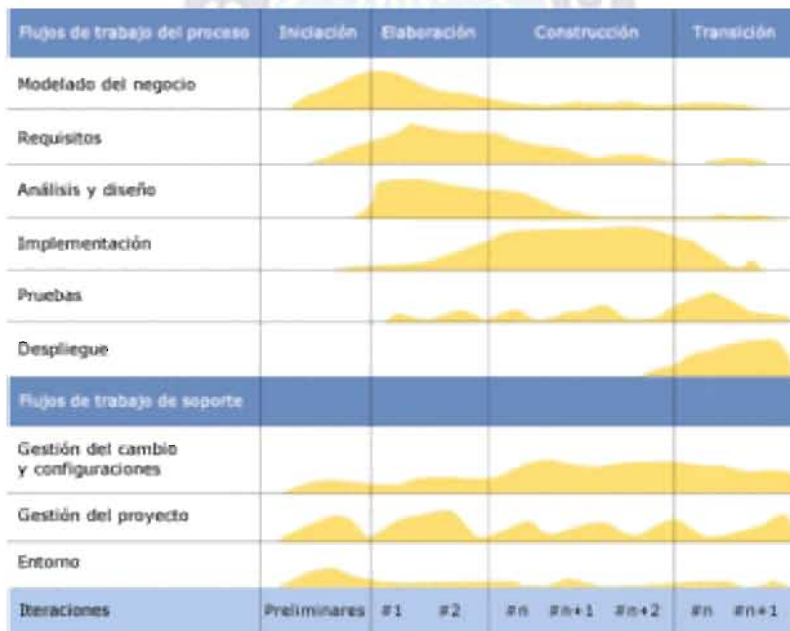 Flujos de trabajo del proceso Iniciación Elaboración Construcción Transición
Modelado del negocio
Requisitos
Análisis y diseño
Implementación
Pruebas
Despliegue
Flujos de trabajo de soporte
Gestión del cambio
y configuraciones
Gestión del proyecto
Entorno
Iteraciones Preliminares #1 #2 #n #n+1 #n+2 #n #n+1